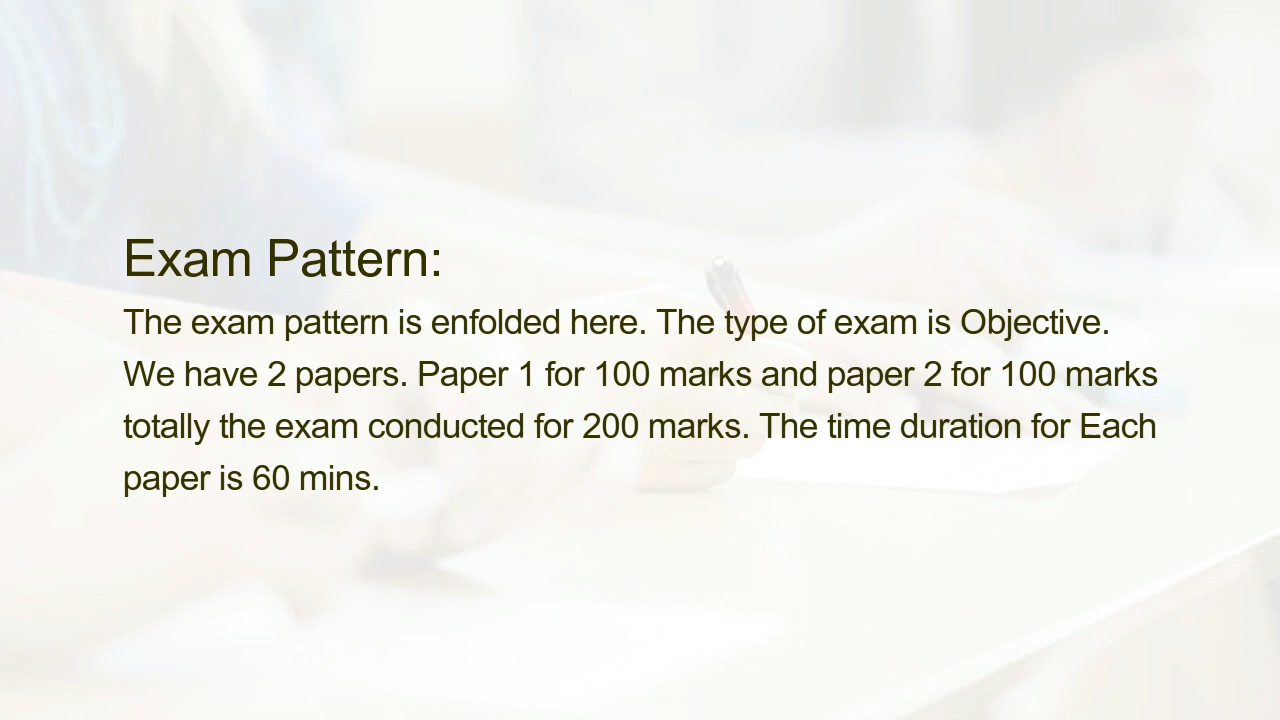 Exam Pattern:
The exam pattern is enfolded here. The type of exam is Objective.
We have 2 papers. Paper 1 for 100 marks and paper 2 for 100 marks
totally the exam conducted for 200 marks. The time duration for Each
paper is 60 mins.